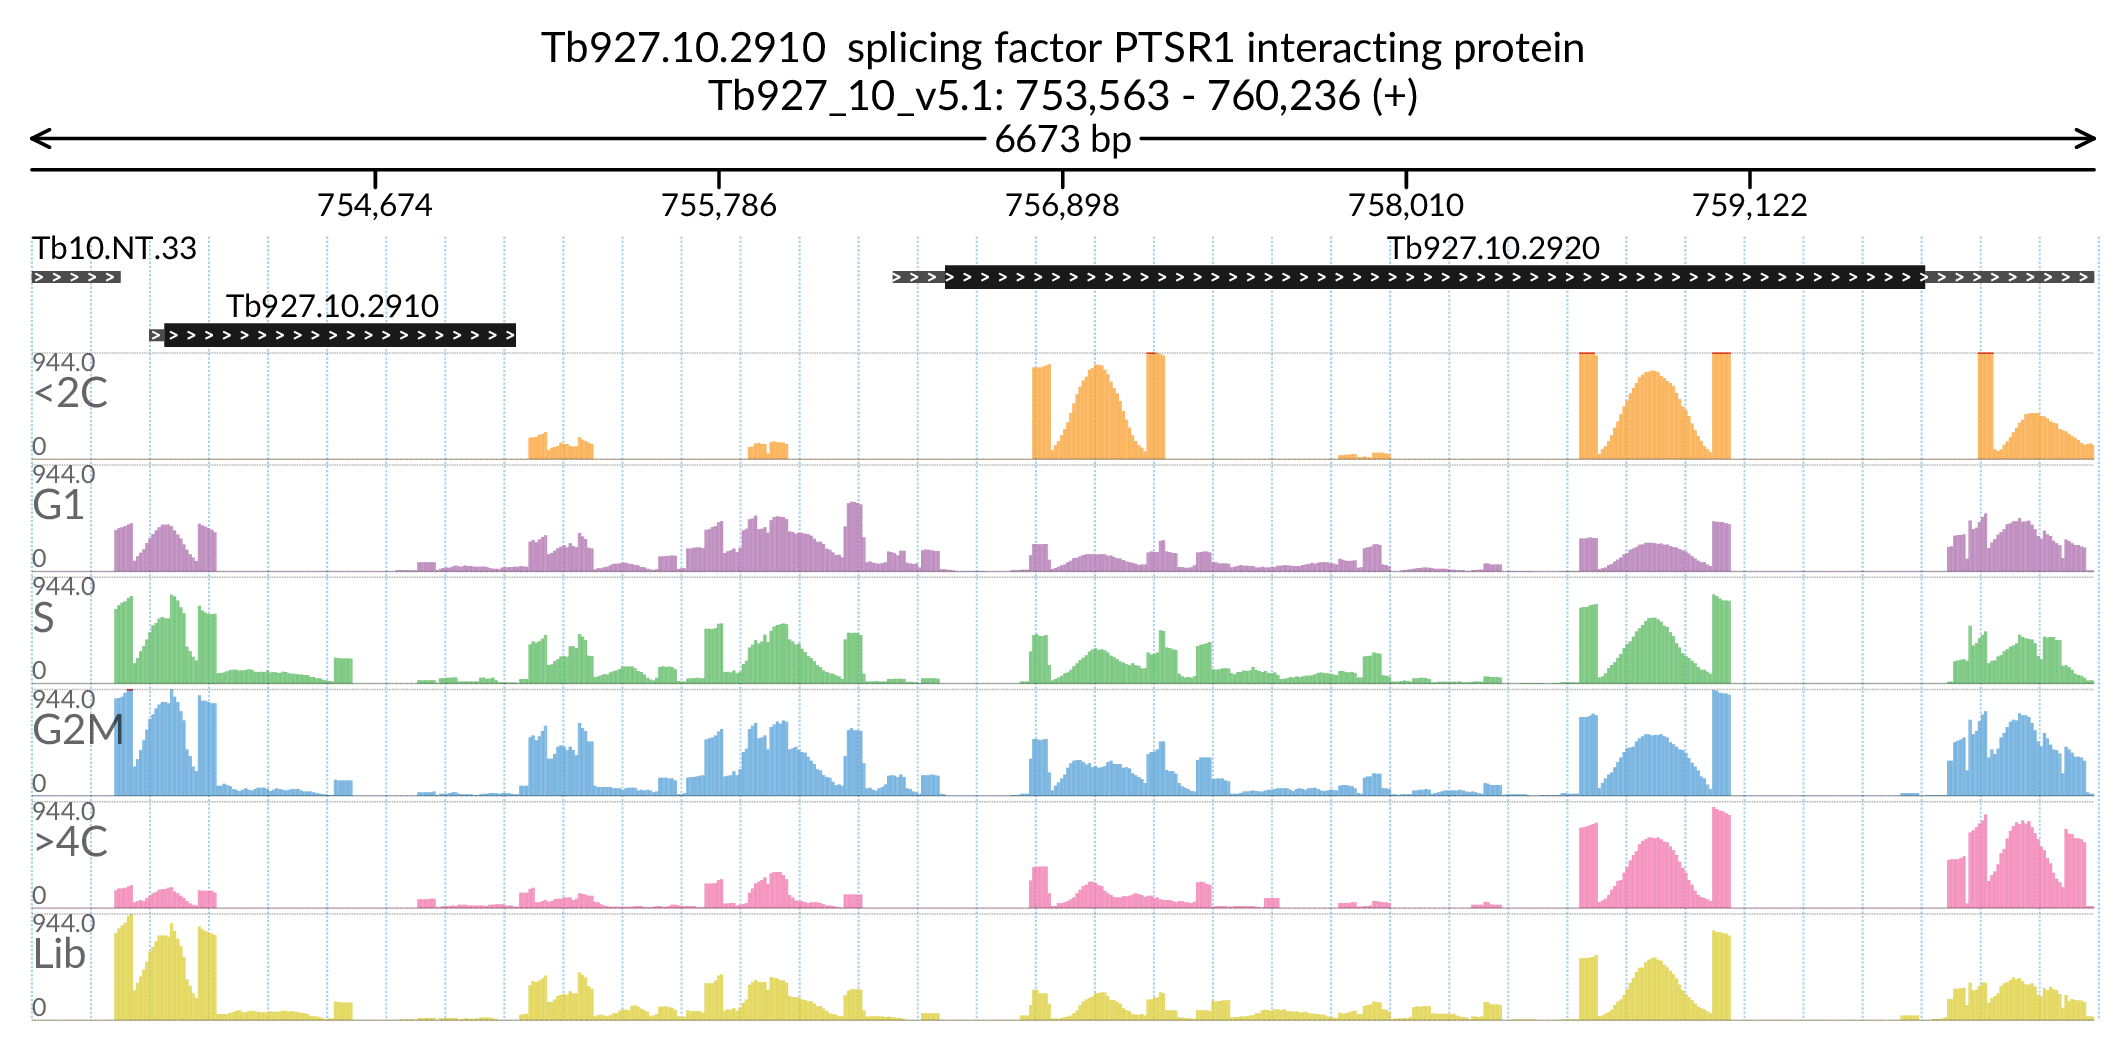 Tb927.10.2910  splicing factor PTSR1 interacting protein
Tb927_10_v5.1: 753,563 - 760,236 (+)
6673 bp
754,674 755,786 756,898 758,010 759,122
Tb10.NT.33 Tb927.10.2920
Tb927.10.2910
944.0
<2C
0
944.0
G1
0
944.0
S
0
944.0
G2M
0
944.0
>4C
0
944.0
Lib
0